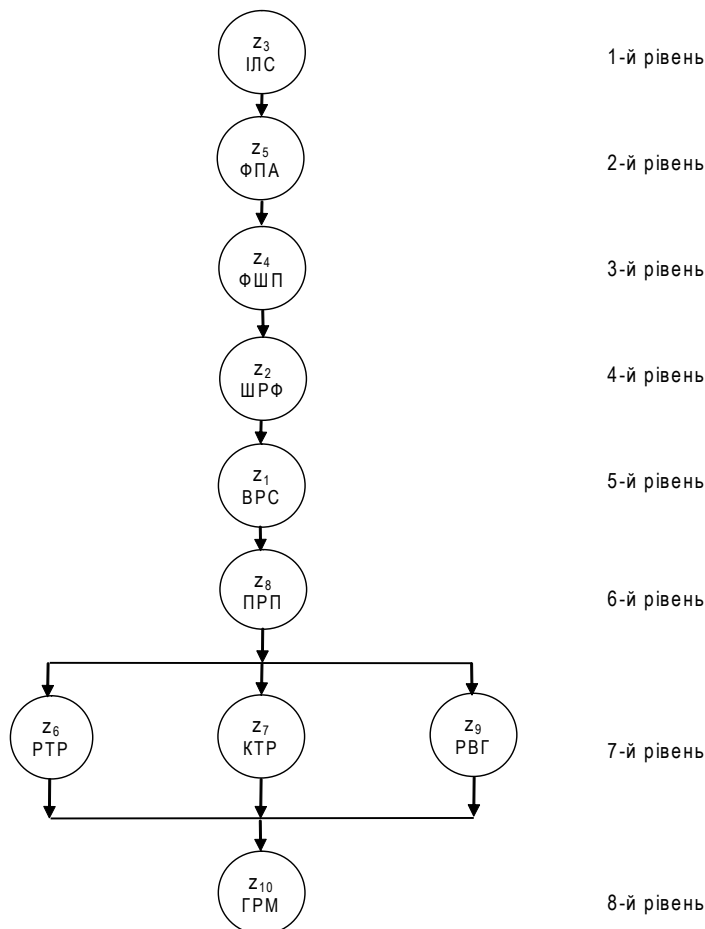 z3
ІЛС
1-й рівень
z5
ФПА
2-й рівень
z4
ФШП
3-й рівень
z2
ШРФ
4-й рівень
z1
ВРС
5-й рівень
z8
ПРП
6-й рівень
z6
РТР
z7
КТР
z9
РВГ
7-й рівень
z10
ГРМ
8-й рівень